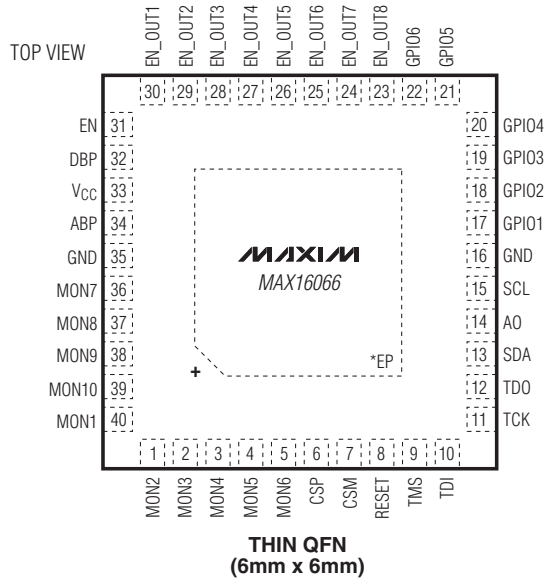 TOP VIEW
EN_OUT1
EN_OUT2
EN_OUT3
EN_OUT4
EN_OUT5
EN_OUT6
EN_OUT7
EN_OUT8
GPIO6
GPIO5
30 29 28 27 26 25 24 23 22 21
EN 31
DBP 32
VCC 33
ABP 34
GND 35
MON7 36
MON8 37
MON9 38
MON10 39
MON1 40
MAXIM
MAX16066
*EP
+
20 GPIO4
19 GPIO3
18 GPIO2
17 GPIO1
16 GND
15 SCL
14 AO
13 SDA
12 TDO
11 TCK
1 2 3 4 5 6 7 8 9 10
MON2
MON3
MON4
MON5
MON6
CSP
CSM
RESET
TMS
TDI
THIN QFN
(6mm x 6mm)